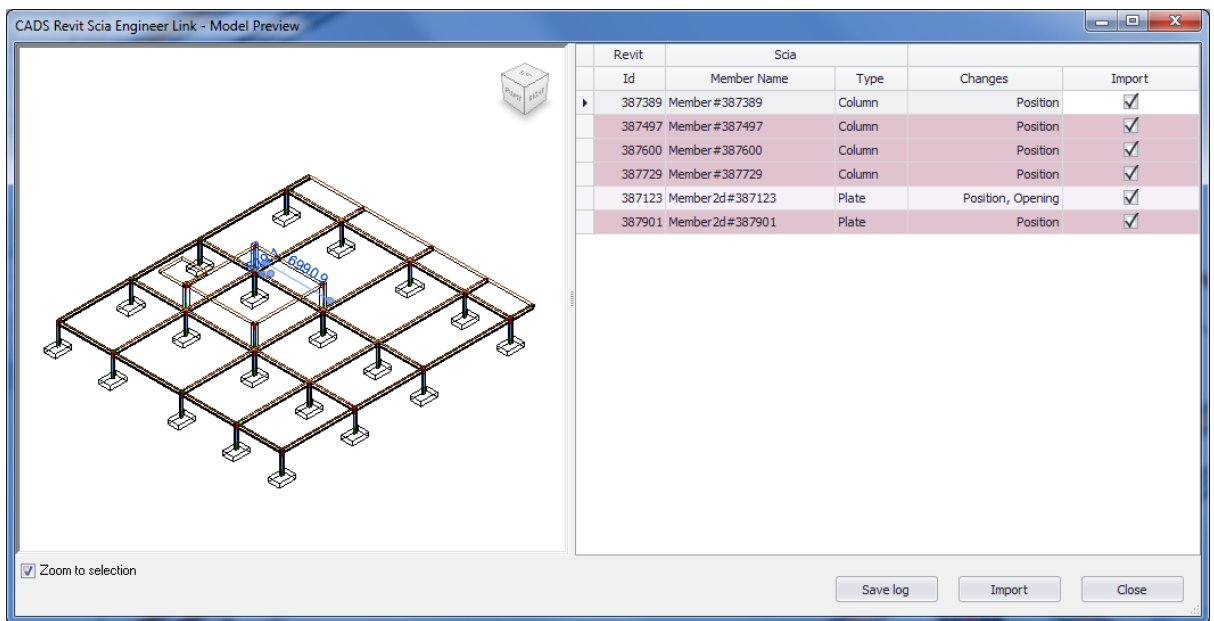 CADS Revit Scia Engineer Link - Model Preview
Revit Scia
Id Member Name Type Changes Import
387389 Member#387389 Column Position
387497 Member#387497 Column Position
387600 Member#387600 Column Position
387729 Member#387729 Column Position
387123 Member2d#387123 Plate Position, Opening
387901 Member2d#387901 Plate Position
FRONT RIGHT
6990.9
Zoom to selection
Save log Import Close